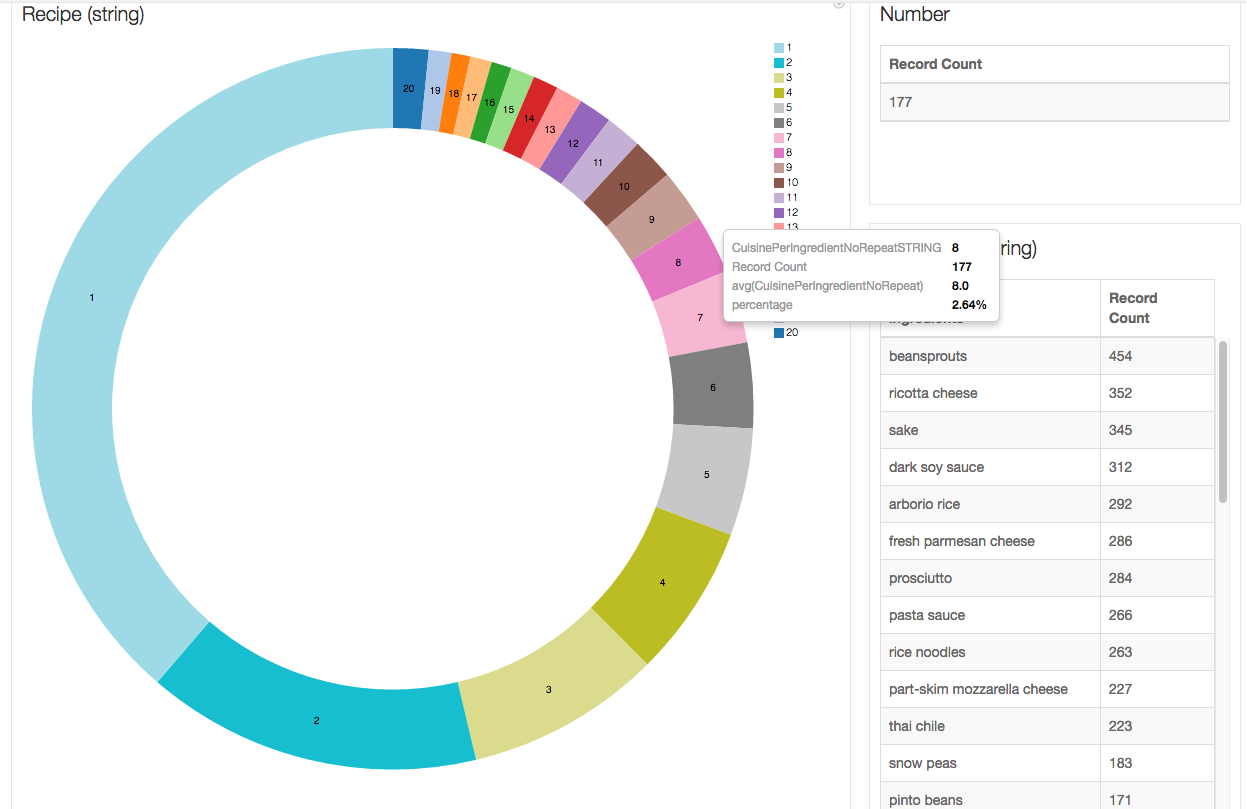 Recipe (string)
20
19
18
17
16
15
14
13
12
11
10
9
8
7
6
5
4
3
2
1
1
2
3
4
5
6
7
8
9
10
11
12
13
20
CuisinePerIngredientNoRepeatSTRING 8
Record Count 177
avg(CuisinePerIngredientNoRepeat) 8.0
percentage 2.64%
Number
Record Count
177
ring)
Record
Count
beansprouts 454
ricotta cheese 352
sake 345
dark soy sauce 312
arborio rice 292
fresh parmesan cheese 286
prosciutto 284
pasta sauce 266
rice noodles 263
part-skim mozzarella cheese 227
thai chile 223
snow peas 183
pinto beans 171